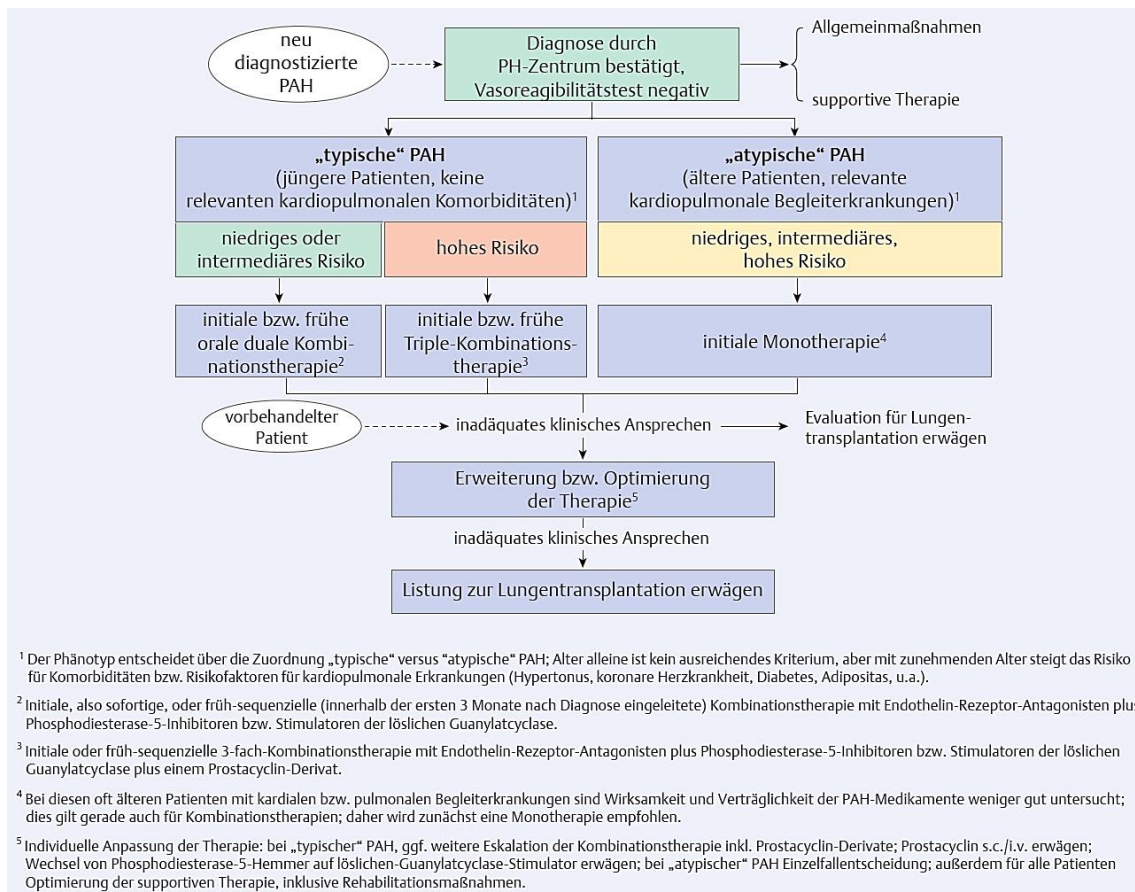 neu
diagnostizierte
PAH
Diagnose durch
PH-Zentrum bestätigt,
Vasoreagibilitätstest negativ
Allgemeinmaßnahmen
supportive Therapie
„typische“ PAH
(jüngere Patienten, keine
relevanten kardiopulmonalen Komorbiditäten)¹
„atypische“ PAH
(ältere Patienten, relevante
kardiopulmonale Begleiterkrankungen)¹
niedriges oder
intermediäres Risiko
hohes Risiko
niedriges, intermediäres,
hohes Risiko
initiale bzw. frühe
orale duale Kombi-
nationstherapie²
initiale bzw. frühe
Triple-Kombinations-
therapie³
initiale Monotherapie⁴
vorbehandelter
Patient
inadäquates klinisches Ansprechen
Evaluation für Lungen-
transplantation erwägen
Erweiterung bzw. Optimierung
der Therapie⁵
inadäquates klinisches Ansprechen
Listung zur Lungentransplantation erwägen
¹ Der Phänotyp entscheidet über die Zuordnung „typische“ versus “atypische” PAH; Alter alleine ist kein ausreichendes Kriterium, aber mit zunehmenden Alter steigt das Risiko
für Komorbiditäten bzw. Risikofaktoren für kardiopulmonale Erkrankungen (Hypertonus, koronare Herzkrankheit, Diabetes, Adipositas, u.a.).
² Initiale, also sofortige, oder früh-sequenzielle (innerhalb der ersten 3 Monate nach Diagnose eingeleitete) Kombinationstherapie mit Endothelin-Rezeptor-Antagonisten plus
Phosphodiesterase-5-Inhibitoren bzw. Stimulatoren der löslichen Guanylatcyclase.
³ Initiale oder früh-sequenzielle 3-fach-Kombinationstherapie mit Endothelin-Rezeptor-Antagonisten plus Phosphodiesterase-5-Inhibitoren bzw. Stimulatoren der löslichen
Guanylatcyclase plus einem Prostacyclin-Derivat.
⁴ Bei diesen oft älteren Patienten mit kardialen bzw. pulmonalen Begleiterkrankungen sind Wirksamkeit und Verträglichkeit der PAH-Medikamente weniger gut untersucht;
dies gilt gerade auch für Kombinationstherapien; daher wird zunächst eine Monotherapie empfohlen.
⁵ Individuelle Anpassung der Therapie: bei „typischer“ PAH, ggf. weitere Eskalation der Kombinationstherapie inkl. Prostacyclin-Derivate; Prostacyclin s.c./i.v. erwägen;
Wechsel von Phosphodiesterase-5-Hemmer auf löslichen-Guanylatcyclase-Stimulator erwägen; bei „atypischer“ PAH Einzelfallentscheidung; außerdem für alle Patienten
Optimierung der supportiven Therapie, inklusive Rehabilitationsmaßnahmen.